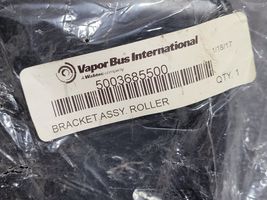 Vapor Bus International
a Wabtec company
1/18/17
5003685500
BRACKET ASSY. ROLLER
QTY. 1